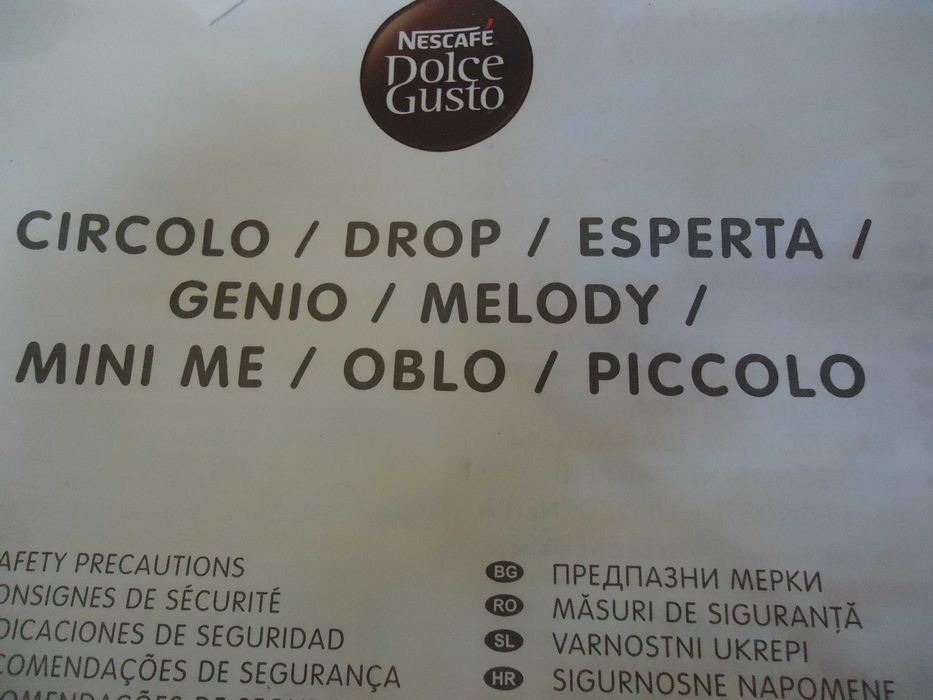 NESCAFÉ
Dolce
Gusto
CIRCOLO / DROP / ESPERTA /
GENIO / MELODY /
MINI ME / OBLO / PICCOLO
AFETY PRECAUTIONS
ONSIGNES DE SÉCURITÉ
DICACIONES DE SEGURIDAD
COMENDAÇÕES DE SEGURANÇA
BG ПРЕДПАЗНИ МЕРКИ
RO MĂSURI DE SIGURANȚĂ
SL VARNOSTNI UKREPI
HR SIGURNOSNE NAPOMENE